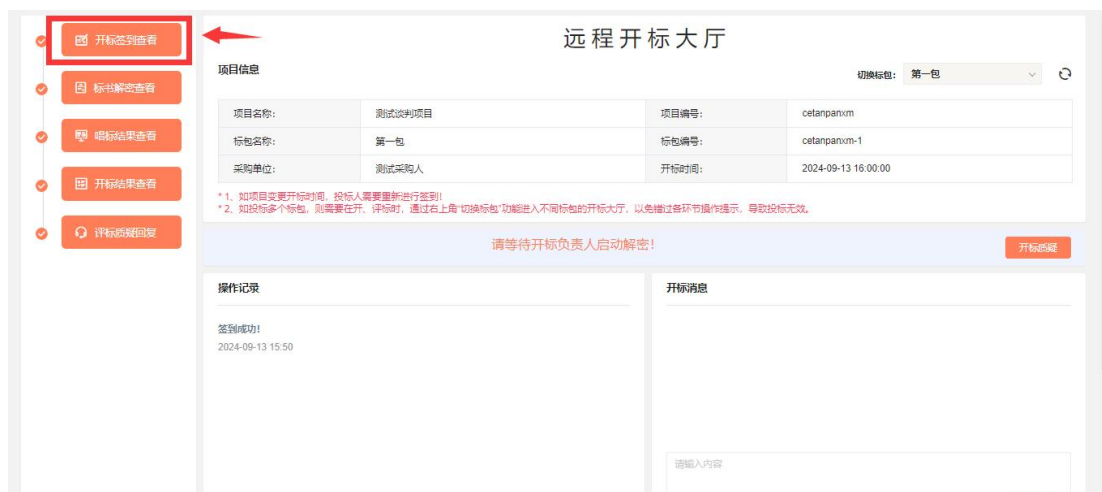 开标签到查看
标书解密查看
唱标结果查看
开标结果查看
评标质疑回复
远程开标大厅
项目信息
切换标包： 第一包
项目名称： 测试谈判项目 项目编号： cetanpanxm
标包名称： 第一包 标包编号： cetanpanxm-1
采购单位： 测试采购人 开标时间： 2024-09-13 16:00:00
* 1、如项目变更开标时间，投标人需要重新进行签到!
* 2、如投标多个标包，则需要在开、评标时，通过右上角“切换标包”功能进入不同标包的开标大厅，以免错过各环节操作提示，导致投标无效。
请等待开标负责人启动解密!
开标质疑
操作记录
签到成功!
2024-09-13 15:50
开标消息
请输入内容